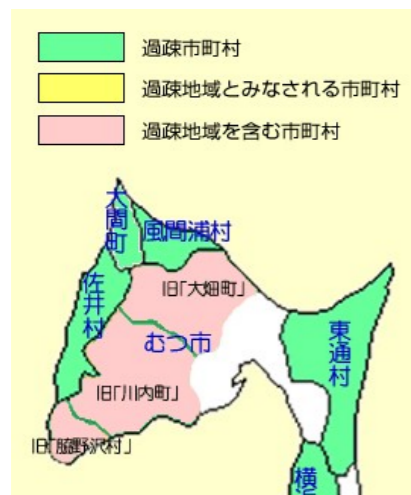 過疎市町村
過疎地域とみなされる市町村
過疎地域を含む市町村
大間町
風間浦村
佐井村
旧「大畑町」
むつ市
東通村
旧「川内町」
旧「脇野沢村」
横